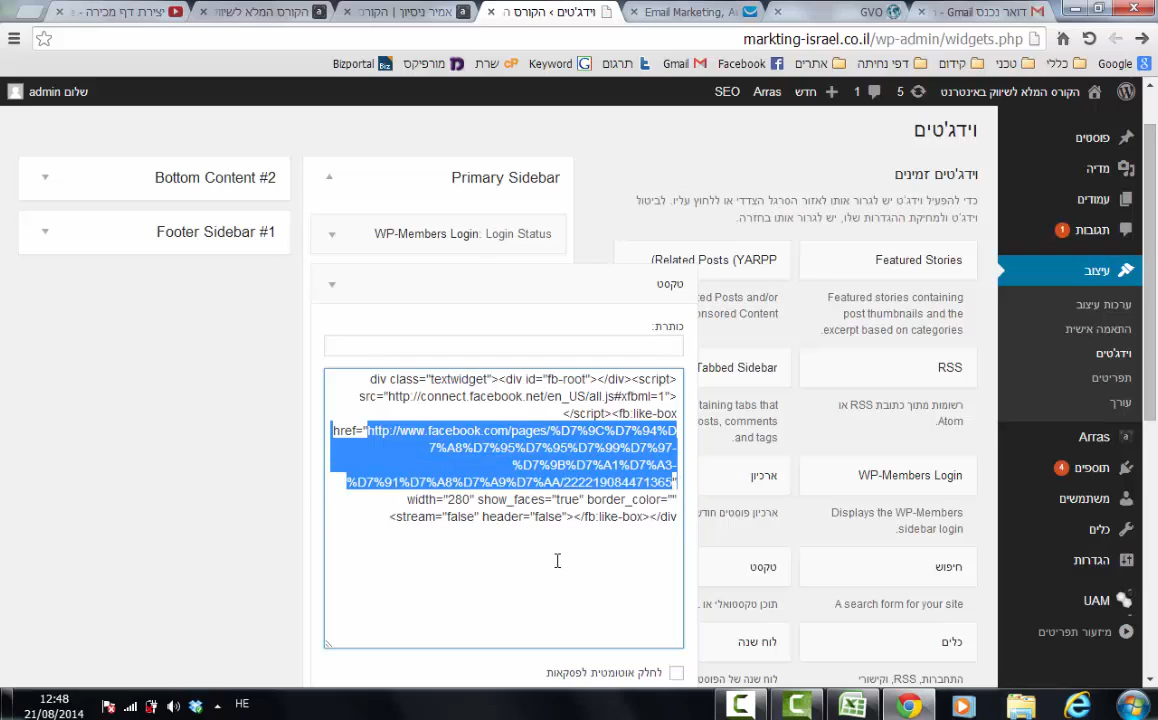 דואר נכנס - Gmail
GVO
Email Marketing, Au
וידג'טים ‹ הקורס ה
אמיר ניסיון | הקורס
הקורס המלא לשיווק
יצירת דף מכירה -
markting-israel.co.il/wp-admin/widgets.php
Google
כללי
טכני
קידום
דפי נחיתה
אתרים
Facebook
Gmail
תרגום
Keyword
שרת
מורפיקס
Bizportal
הקורס המלא לשיווק באינטרנט
5
1
חדש
Arras
SEO
שלום admin
פוסטים
מדיה
עמודים
תגובות 1
עיצוב
ערכות עיצוב
התאמה אישית
וידג'טים
תפריטים
עורך
Arras
תוספים 4
משתמשים
כלים
הגדרות
UAM
מיזעור תפריטים
וידג'טים
וידג'טים זמינים
כדי להפעיל וידג'ט יש לגרור אותו לאזור הסרגל הצדדי או ללחוץ עליו. לביטול
וידג'ט ולמחיקת ההגדרות שלו, יש לגרור אותו בחזרה.
Featured Stories
Featured stories containing
post thumbnails and the
excerpt based on categories.
RSS
רשומות מתוך כתובת RSS או
Atom.
WP-Members Login
Displays the WP-Members
sidebar login.
חיפוש
A search form for your site
כלים
התחברות, RSS, וקישורי
Related Posts (YARPP)
ed Posts and/or
nsored Content
Tabbed Sidebar
taining tabs that
osts, comments
and tags
ארכיון
ארכיון פוסטים חודש
טקסט
תוכן טקסטואלי או
לוח שנה
לוח שנה של הפוסט
Primary Sidebar
WP-Members Login: Login Status
טקסט
כותרת:
div class="textwidget"><div id="fb-root"></div><script>
src="http://connect.facebook.net/en_US/all.js#xfbml=1">
</script><fb:like-box
href="http://www.facebook.com/pages/%D7%9C%D7%94%D
7%A8%D7%95%D7%95%D7%99%D7%97-
%D7%9B%D7%A1%D7%A3-
%D7%91%D7%A8%D7%A9%D7%AA/222219084471365"
width="280" show_faces="true" border_color=""
stream="false" header="false"></fb:like-box></div>
לחלק אוטומטית לפסקאות
Bottom Content #2
Footer Sidebar #1
12:48
21/08/2014
HE